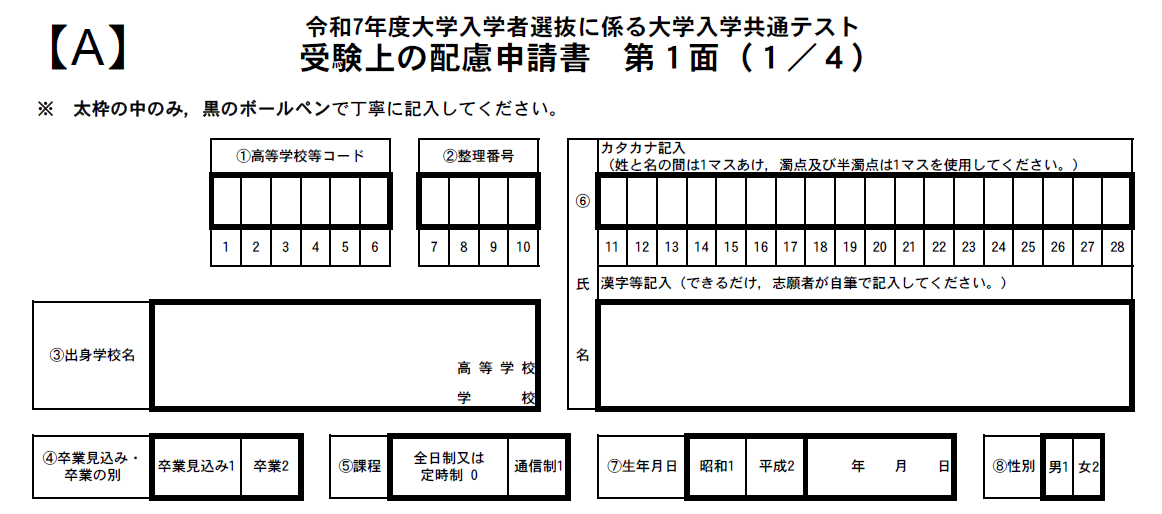 【A】
令和7年度大学入学者選抜に係る大学入学共通テスト
受験上の配慮申請書　第１面（１／４）
※　太枠の中のみ，黒のボールペンで丁寧に記入してください。
①高等学校等コード
1 2 3 4 5 6
②整理番号
7 8 9 10
⑥氏名
カタカナ記入
（姓と名の間は1マスあけ，濁点及び半濁点は1マスを使用してください。）
11 12 13 14 15 16 17 18 19 20 21 22 23 24 25 26 27 28
漢字等記入（できるだけ，志願者が自筆で記入してください。）
③出身学校名
高等学校
学　校
④卒業見込み・
卒業の別
卒業見込み1 卒業2
⑤課程
全日制又は
定時制 0
通信制1
⑦生年月日
昭和1 平成2 年 月 日
⑧性別
男1 女2